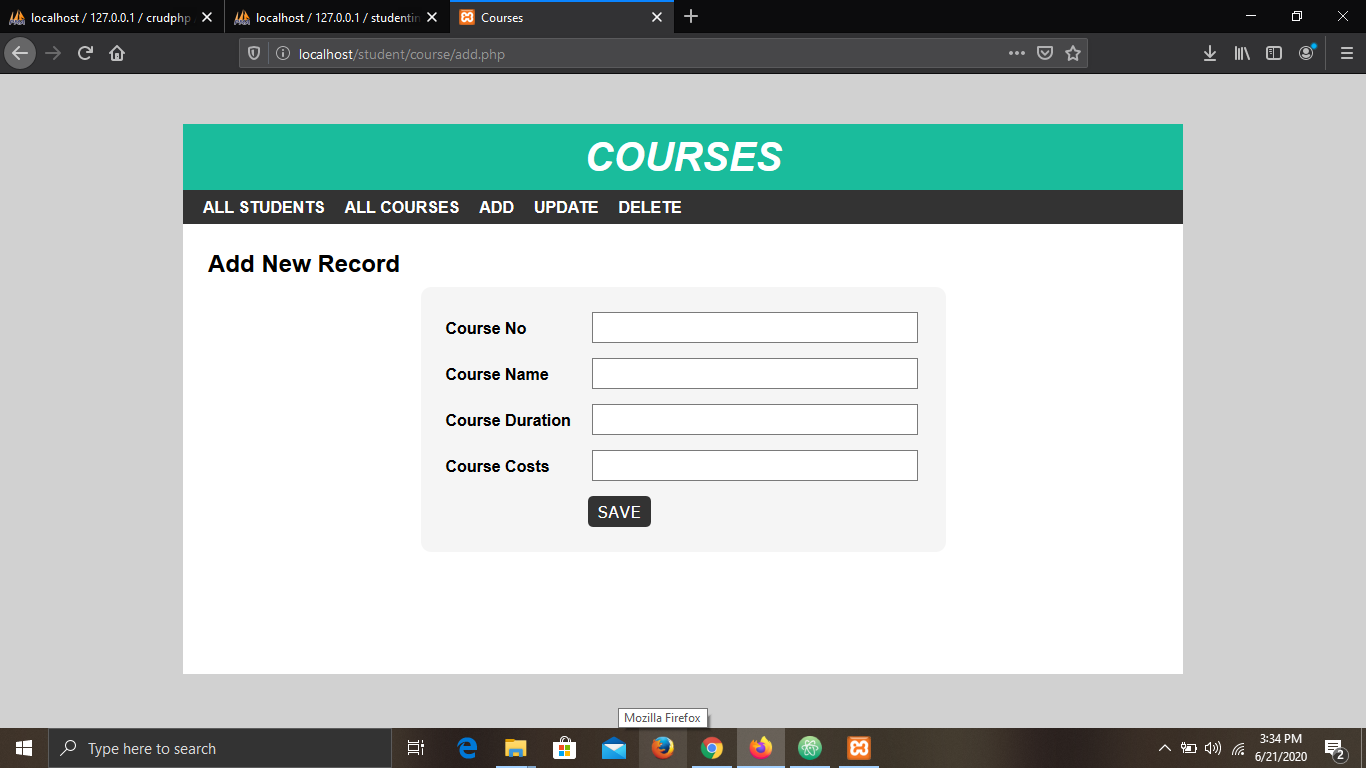 localhost / 127.0.0.1 / crudphp
localhost / 127.0.0.1 / studentin
Courses
localhost/student/course/add.php
COURSES
ALL STUDENTS ALL COURSES ADD UPDATE DELETE
Add New Record
Course No
Course Name
Course Duration
Course Costs
SAVE
Mozilla Firefox
Type here to search
3:34 PM
6/21/2020
2